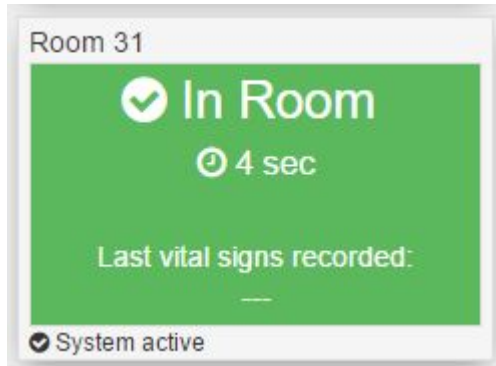 Room 31
In Room
4 sec
Last vital signs recorded:
---
System active